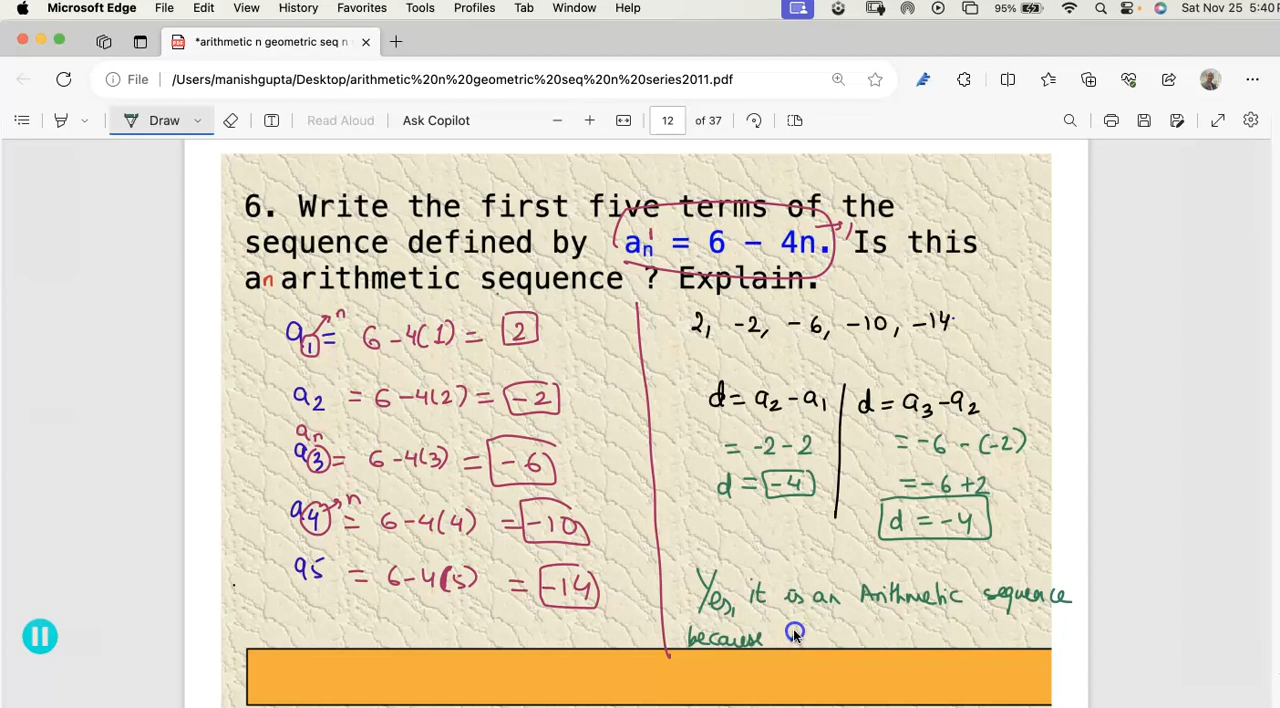 Microsoft Edge File Edit View History Favorites Tools Profiles Tab Window Help 95% Sat Nov 25 5:40 P
*arithmetic n geometric seq n
File /Users/manishgupta/Desktop/arithmetic%20n%20geometric%20seq%20n%20series2011.pdf
Draw Read Aloud Ask Copilot 12 of 37
6. Write the first five terms of the
sequence defined by an = 6 – 4n. Is this
an arithmetic sequence ? Explain.
a1 = 6-4(1) = 2
n
a2 = 6-4(2) = -2
an
a3 = 6-4(3) = -6
a4 = 6-4(4) = -10
n
a5 = 6-4(5) = -14
2, -2, -6, -10, -14
d = a2 - a1
= -2-2
d = -4
d = a3 - a2
= -6 - (-2)
= -6 + 2
d = -4
Yes, it is an Arithmetic sequence
because